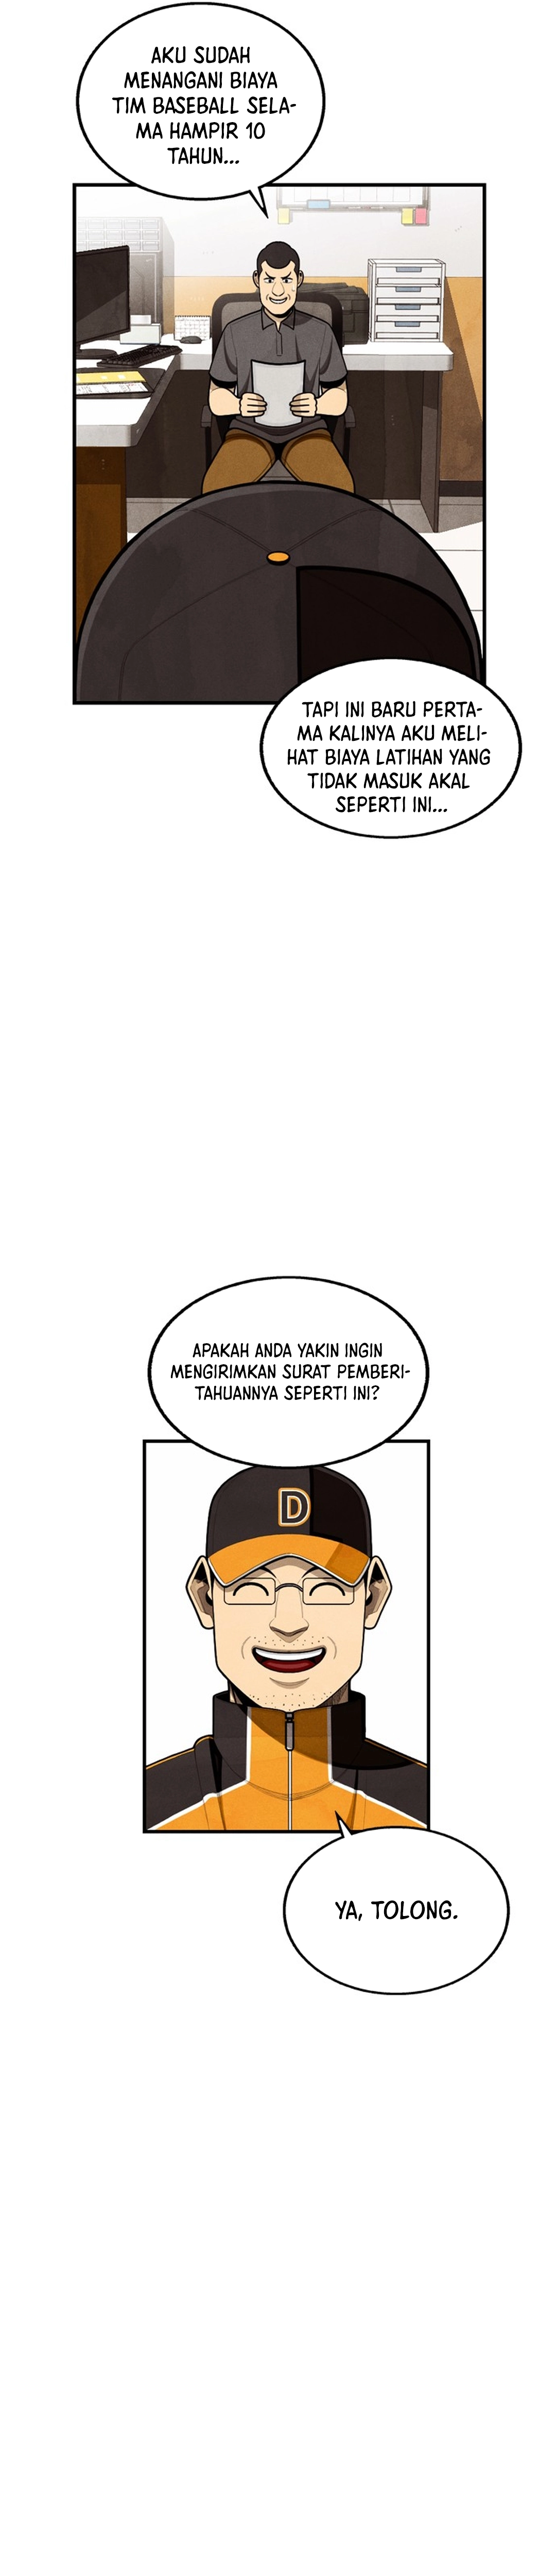 AKU SUDAH
MENANGANI BIAYA
TIM BASEBALL SELA-
MA HAMPIR 10
TAHUN...
TAPI INI BARU PERTA-
MA KALINYA AKU MELI-
HAT BIAYA LATIHAN YANG
TIDAK MASUK AKAL
SEPERTI INI...
APAKAH ANDA YAKIN INGIN
MENGIRIMKAN SURAT PEMBERI-
TAHUANNYA SEPERTI INI?
D
YA, TOLONG.